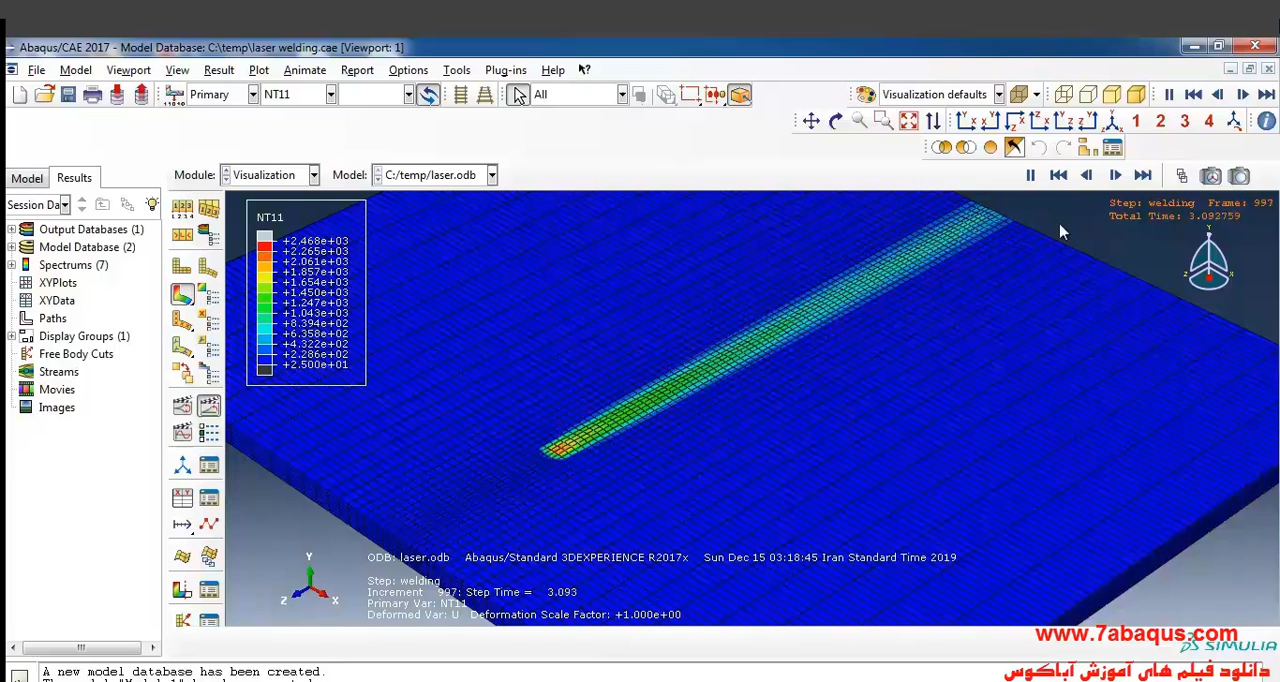 Abaqus/CAE 2017 - Model Database: C:\temp\laser welding.cae [Viewport: 1]
File Model Viewport View Result Plot Animate Report Options Tools Plug-ins Help
Primary NT11 All Visualization defaults
1 2 3 4
Model Results Module: Visualization Model: C:/temp/laser.odb
Session Da
Output Databases (1)
Model Database (2)
Spectrums (7)
XYPlots
XYData
Paths
Display Groups (1)
Free Body Cuts
Streams
Movies
Images
NT11
+2.468e+03
+2.265e+03
+2.061e+03
+1.857e+03
+1.654e+03
+1.450e+03
+1.247e+03
+1.043e+03
+8.394e+02
+6.358e+02
+4.322e+02
+2.286e+02
+2.500e+01
Step: welding Frame: 997
Total Time: 3.092759
Y
Z X
ODB: laser.odb Abaqus/Standard 3DEXPERIENCE R2017x Sun Dec 15 03:18:45 Iran Standard Time 2019
Step: welding
Increment 997: Step Time = 3.093
Primary Var: NT11
Deformed Var: U Deformation Scale Factor: +1.000e+00
Y
Z X
www.7abaqus.com
SIMULIA
دانلود فیلم های آموزش آباکوس
A new model database has been created.